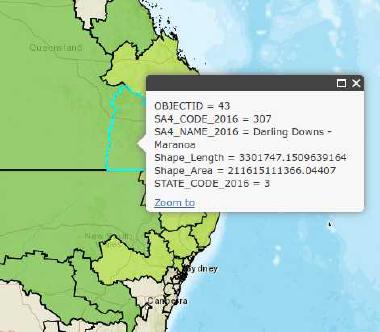 Queensland
OBJECTID = 43
SA4_CODE_2016 = 307
SA4_NAME_2016 = Darling Downs -
Maranoa
Shape_Length = 3301747.1509639164
Shape_Area = 211615111366.04407
STATE_CODE_2016 = 3
Zoom to
New South
Sydney
Canberra